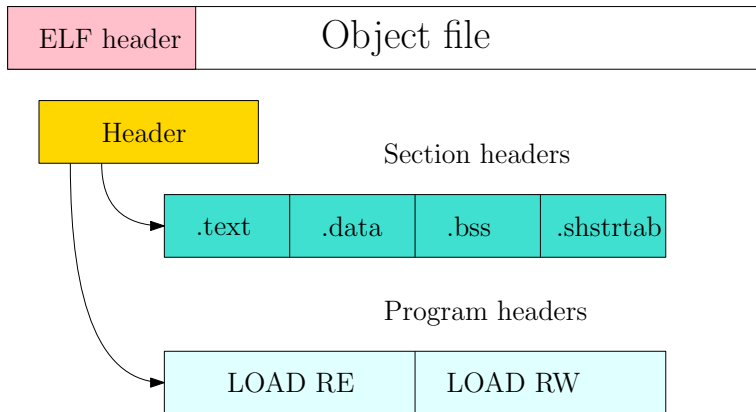 ELF header
Object file
Header
Section headers
.text
.data
.bss
.shstrtab
Program headers
LOAD RE
LOAD RW